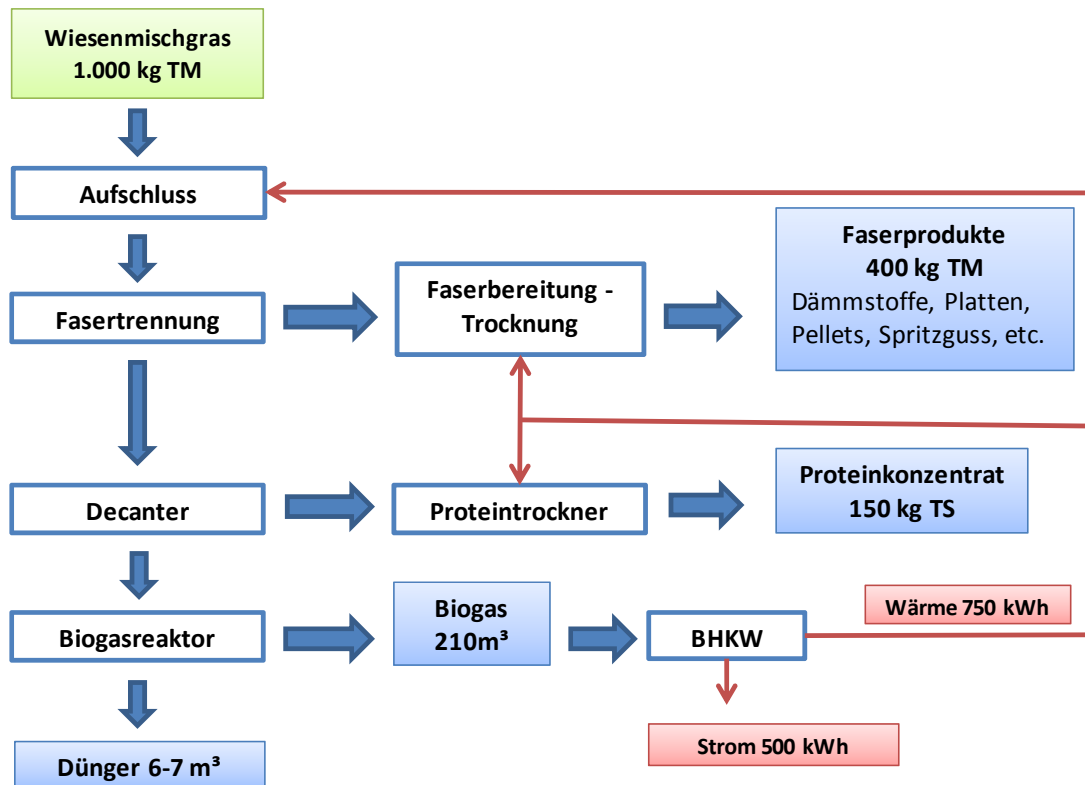 Wiesenmischgras
1.000 kg TM
Aufschluss
Fasertrennung
Faserbereitung -
Trocknung
Faserprodukte
400 kg TM
Dämmstoffe, Platten,
Pellets, Spritzguss, etc.
Decanter
Proteintrockner
Proteinkonzentrat
150 kg TS
Biogasreaktor
Biogas
210m³
BHKW
Wärme 750 kWh
Strom 500 kWh
Dünger 6-7 m³